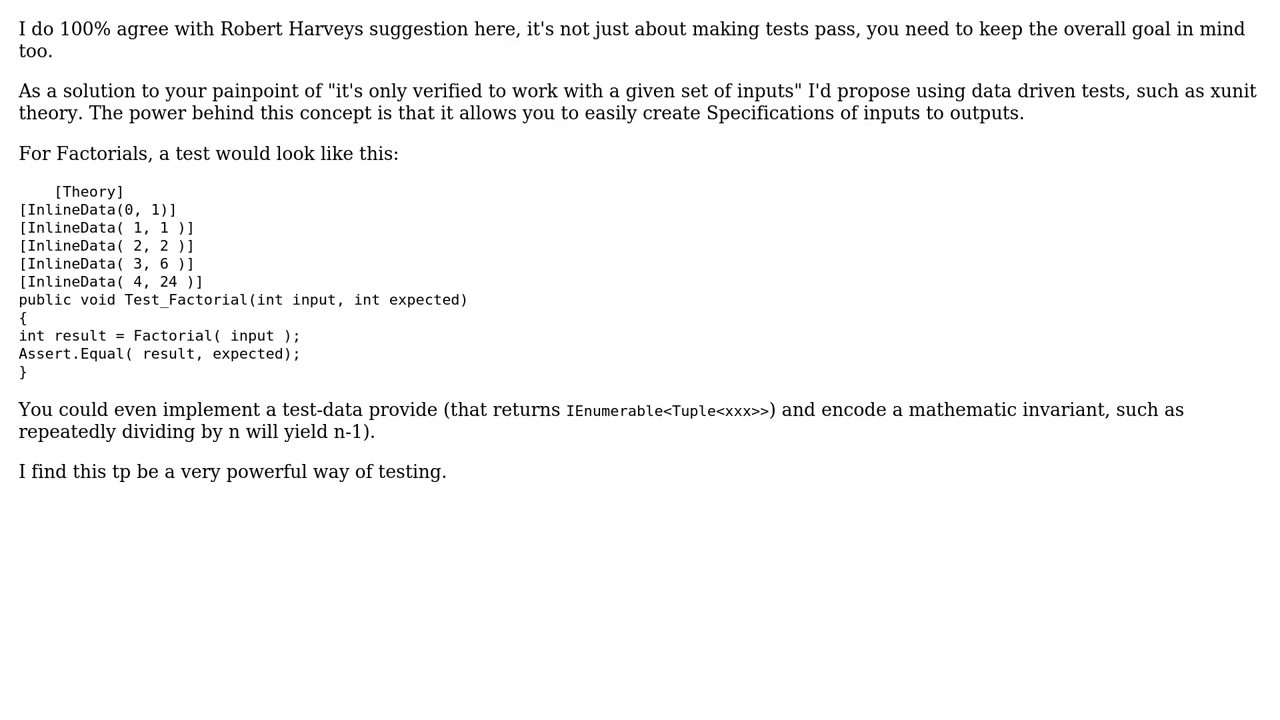 I do 100% agree with Robert Harveys suggestion here, it's not just about making tests pass, you need to keep the overall goal in mind
too.
As a solution to your painpoint of "it's only verified to work with a given set of inputs" I'd propose using data driven tests, such as xunit
theory. The power behind this concept is that it allows you to easily create Specifications of inputs to outputs.
For Factorials, a test would look like this:
[Theory]
[InlineData(0, 1)]
[InlineData( 1, 1 )]
[InlineData( 2, 2 )]
[InlineData( 3, 6 )]
[InlineData( 4, 24 )]
public void Test_Factorial(int input, int expected)
{
int result = Factorial( input );
Assert.Equal( result, expected);
}
You could even implement a test-data provide (that returns IEnumerable<Tuple<xxx>>) and encode a mathematic invariant, such as
repeatedly dividing by n will yield n-1).
I find this tp be a very powerful way of testing.